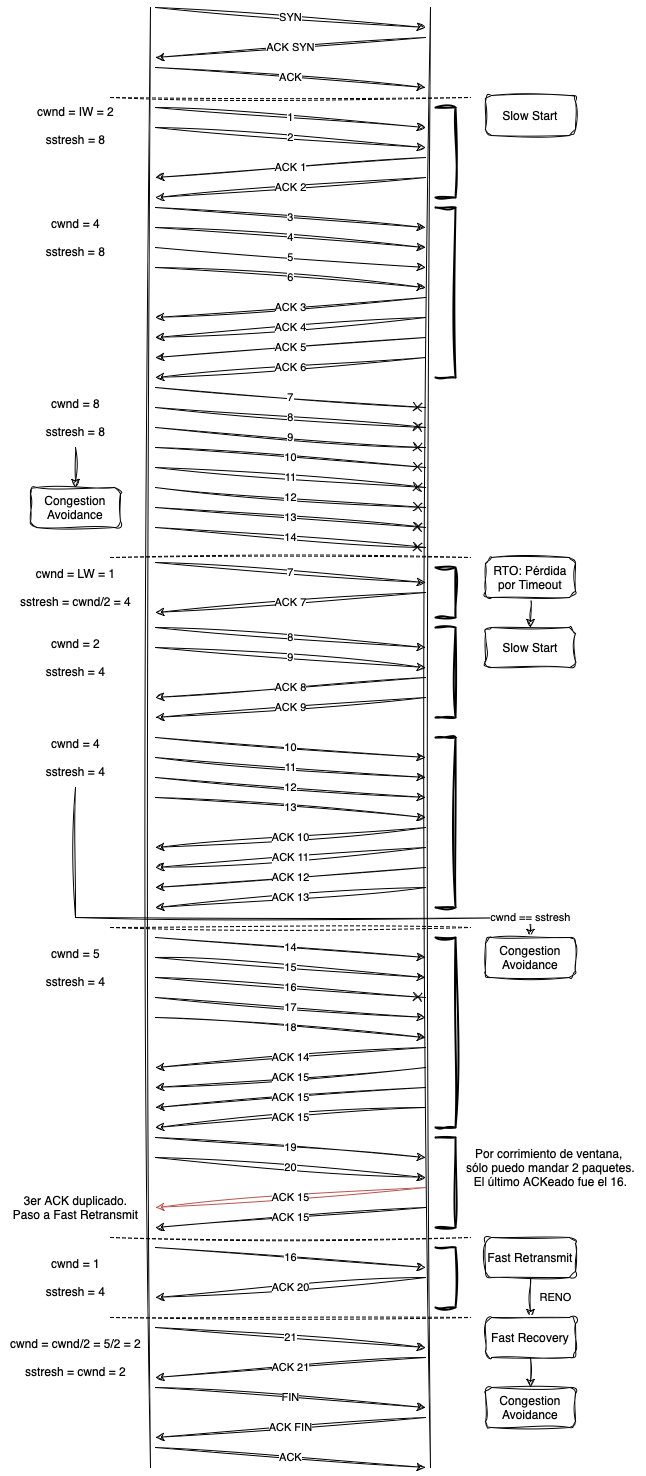 SYN
ACK SYN
ACK
cwnd = IW = 2
sstresh = 8
Slow Start
1
2
ACK 1
ACK 2
cwnd = 4
sstresh = 8
3
4
5
6
ACK 3
ACK 4
ACK 5
ACK 6
cwnd = 8
sstresh = 8
Congestion
Avoidance
7
8
9
10
11
12
13
14
cwnd = LW = 1
sstresh = cwnd/2 = 4
RTO: Pérdida
por Timeout
Slow Start
7
ACK 7
cwnd = 2
sstresh = 4
8
9
ACK 8
ACK 9
cwnd = 4
sstresh = 4
10
11
12
13
ACK 10
ACK 11
ACK 12
ACK 13
cwnd == sstresh
Congestion
Avoidance
cwnd = 5
sstresh = 4
14
15
16
17
18
ACK 14
ACK 15
ACK 15
ACK 15
19
20
Por corrimiento de ventana,
sólo puedo mandar 2 paquetes.
El último ACKeado fue el 16.
ACK 15
ACK 15
3er ACK duplicado.
Paso a Fast Retransmit
cwnd = 1
sstresh = 4
16
ACK 20
Fast Retransmit
RENO
Fast Recovery
Congestion
Avoidance
cwnd = cwnd/2 = 5/2 = 2
sstresh = cwnd = 2
21
ACK 21
FIN
ACK FIN
ACK